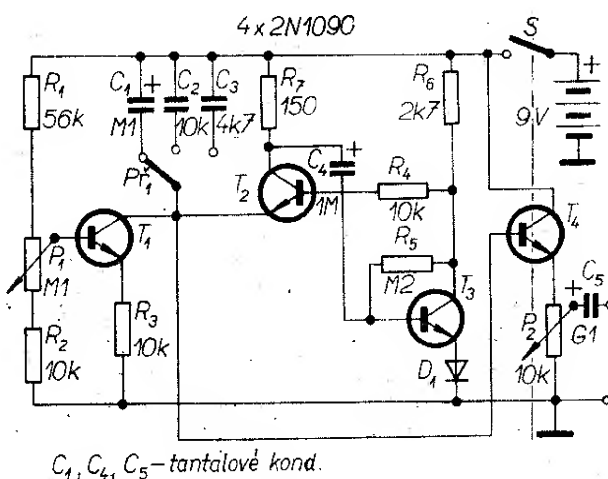 4x2N1090
S
R1
56k
C1
+
M1
C2
10k
C3
4k7
R7
150
R6
2k7
+
9V
Př1
C4
+
1M
T2
R4
10k
R5
M2
T1
T3
T4
P1
M1
R2
10k
R3
10k
D1
P2
10k
+
C5
G1
C1, C4, C5 – tantalové kond.